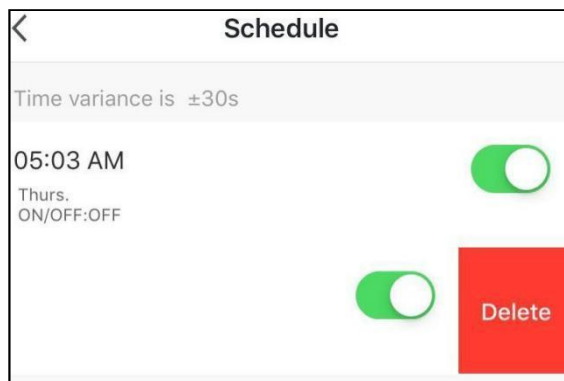 Schedule
Time variance is ±30s
05:03 AM
Thurs.
ON/OFF:OFF
Delete